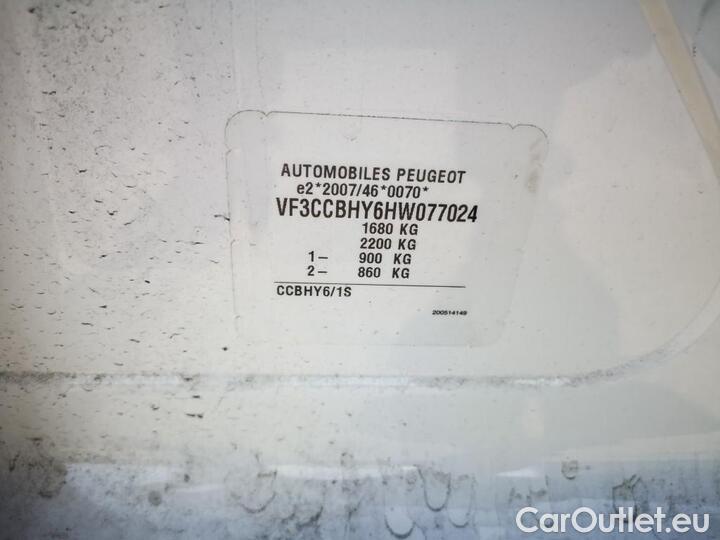 AUTOMOBILES PEUGEOT
e2*2007/46*0070*
VF3CCBHY6HW077024
1680 KG
2200 KG
1– 900 KG
2– 860 KG
CCBHY6/1S
200514149
CarOutlet.eu